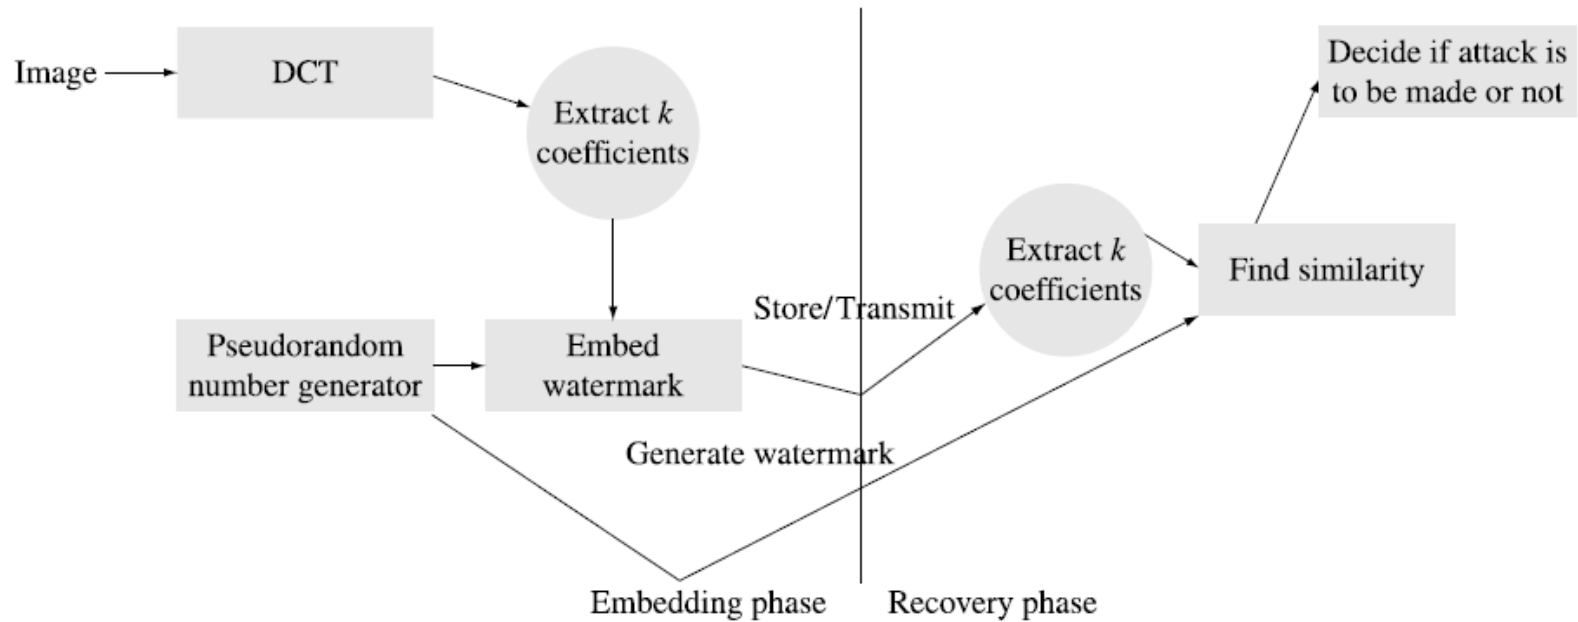 Image
DCT
Extract k
coefficients
Pseudorandom
number generator
Embed
watermark
Store/Transmit
Generate watermark
Embedding phase
Recovery phase
Extract k
coefficients
Find similarity
Decide if attack is
to be made or not